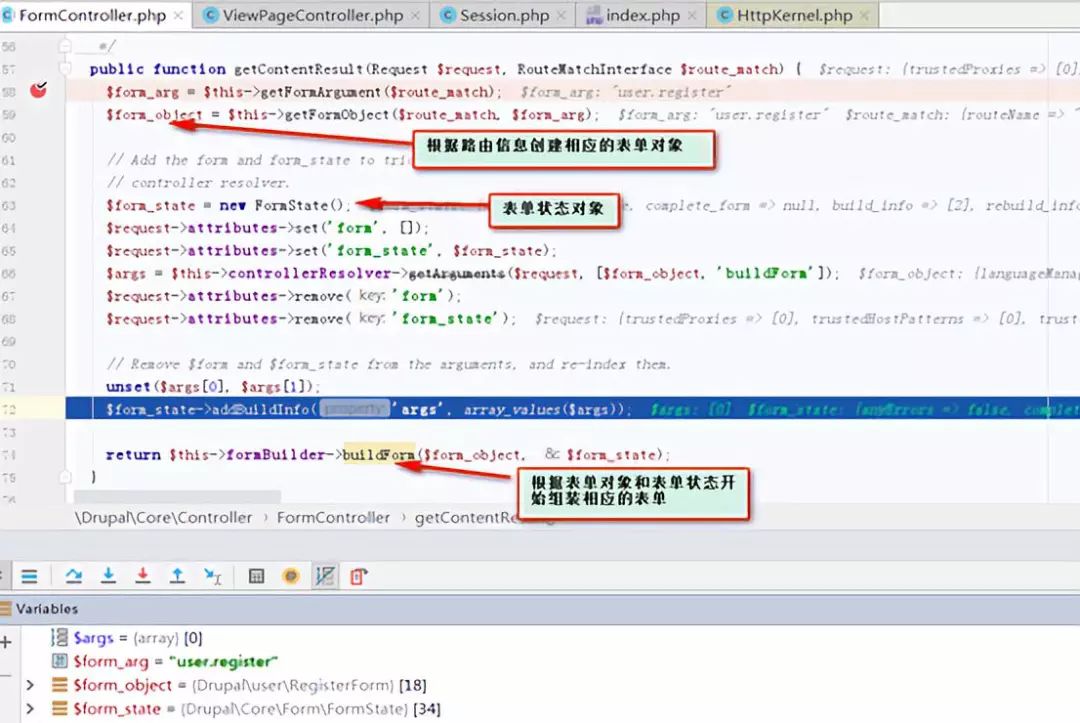 FormController.php × ViewPageController.php × Session.php × index.php × HttpKernel.php ×
56 */
57 public function getContentResult(Request $request, RouteMatchInterface $route_match) { $request: {trustedProxies => [0]
58 $form_arg = $this->getFormArgument($route_match); $form_arg: "user.register"
59 $form_object = $this->getFormObject($route_match, $form_arg); $form_arg: "user.register" $route_match: {routeName => "
60 根据路由信息创建相应的表单对象
61 // Add the form and form_state to
62 // controller resolver.
63 $form_state = new FormState(); 表单状态对象 complete_form => null, build_info => [2], rebuild_info
64 $request->attributes->set('form', []);
65 $request->attributes->set('form_state', $form_state);
66 $args = $this->controllerResolver->getArguments($request, [$form_object, 'buildForm']); $form_object: {languageManag
67 $request->attributes->remove( key: 'form');
68 $request->attributes->remove( key: 'form_state'); $request: {trustedProxies => [0], trustedHostPatterns => [0], trust
69
70 // Remove $form and $form_state from the arguments, and re-index them.
71 unset($args[0], $args[1]);
72 $form_state->addBuildInfo( property: 'args', array_values($args)); $args: [0] $form_state: {anyErrors => false, complet
73
74 return $this->formBuilder->buildForm($form_object, & $form_state);
75 }
根据表单对象和表单状态开
始组装相应的表单
\Drupal\Core\Controller › FormController ›
Variables
$args = (array) [0]
$form_arg = "user.register"
$form_object = {Drupal\user\RegisterForm} [18]
$form_state = {Drupal\Core\Form\FormState} [34]